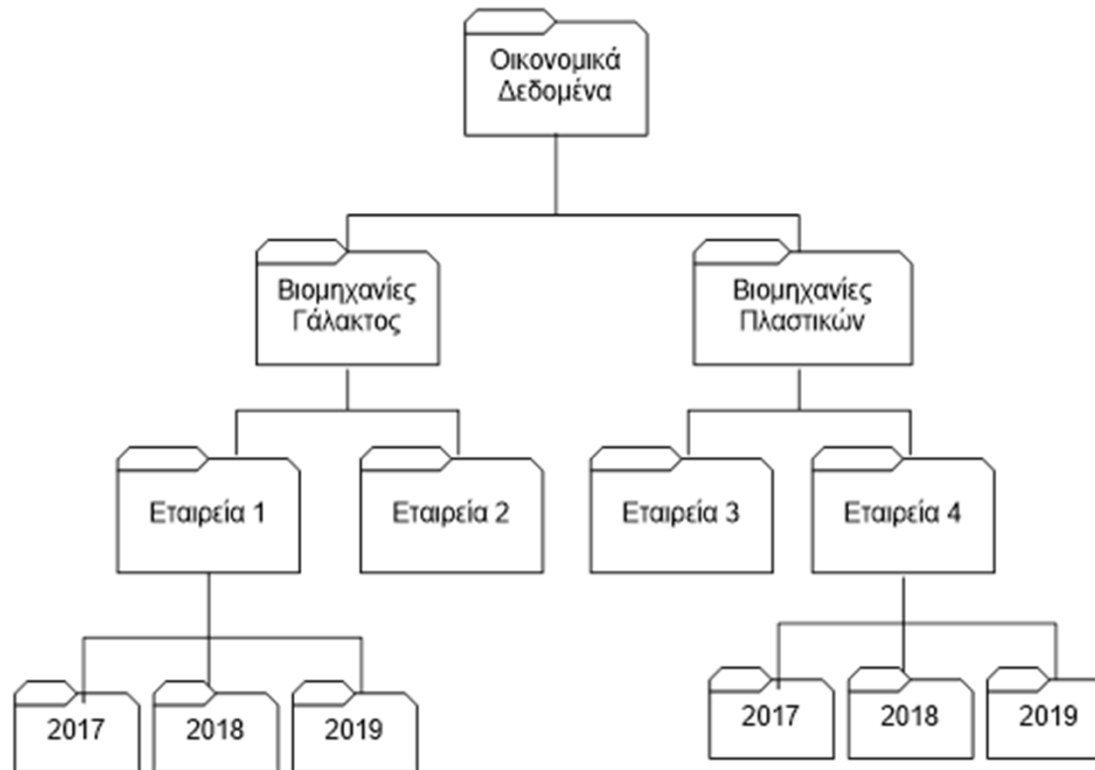 Οικονομικά
Δεδομένα
Βιομηχανίες
Γάλακτος
Βιομηχανίες
Πλαστικών
Εταιρεία 1
Εταιρεία 2
Εταιρεία 3
Εταιρεία 4
2017
2018
2019
2017
2018
2019